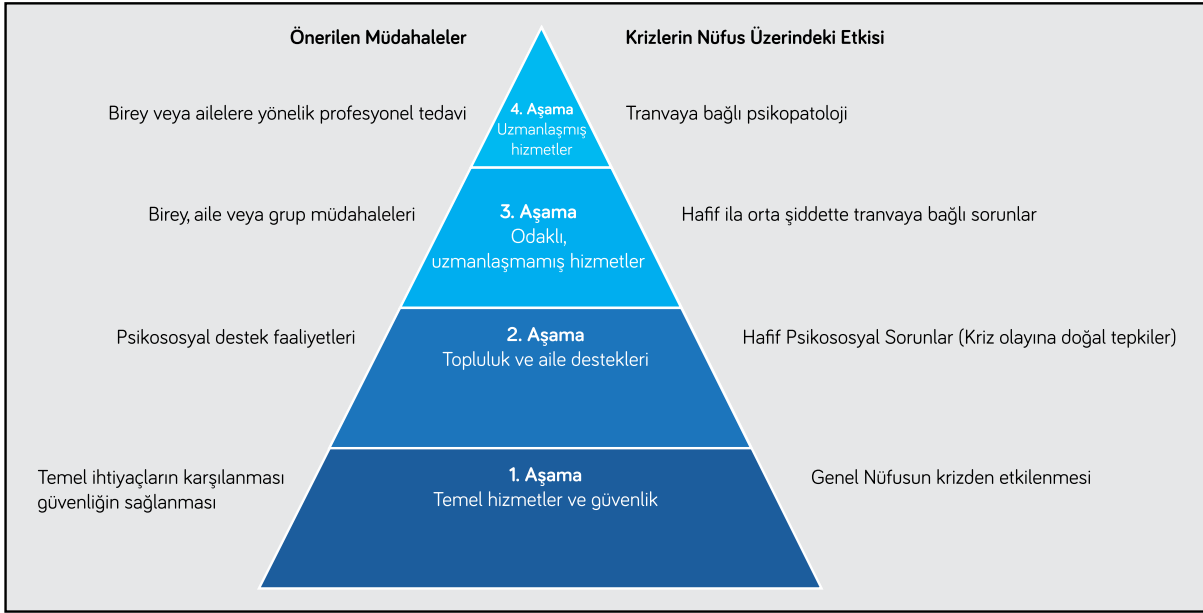 Önerilen Müdahaleler
Krizlerin Nüfus Üzerindeki Etkisi
Birey veya ailelere yönelik profesyonel tedavi
4. Aşama
Uzmanlaşmış
hizmetler
Tranvaya bağlı psikopatoloji
Birey, aile veya grup müdahaleleri
3. Aşama
Odaklı,
uzmanlaşmamış hizmetler
Hafif ila orta şiddette tranvaya bağlı sorunlar
Psikososyal destek faaliyetleri
2. Aşama
Topluluk ve aile destekleri
Hafif Psikososyal Sorunlar (Kriz olayına doğal tepkiler)
Temel ihtiyaçların karşılanması
güvenliğin sağlanması
1. Aşama
Temel hizmetler ve güvenlik
Genel Nüfusun krizden etkilenmesi